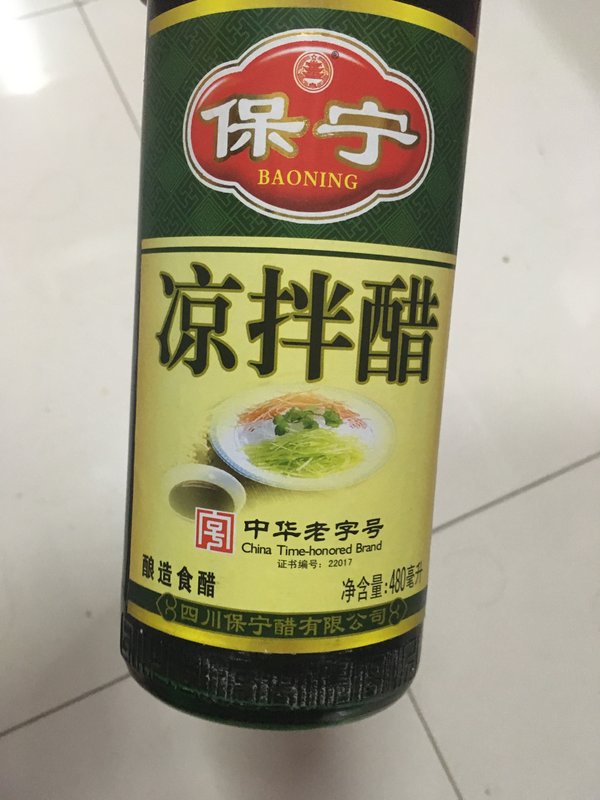 保宁
BAONING
凉拌醋
中华老字号
China Time-honored Brand
证书编号：22017
酿造食醋
净含量:480毫升
四川保宁醋有限公司